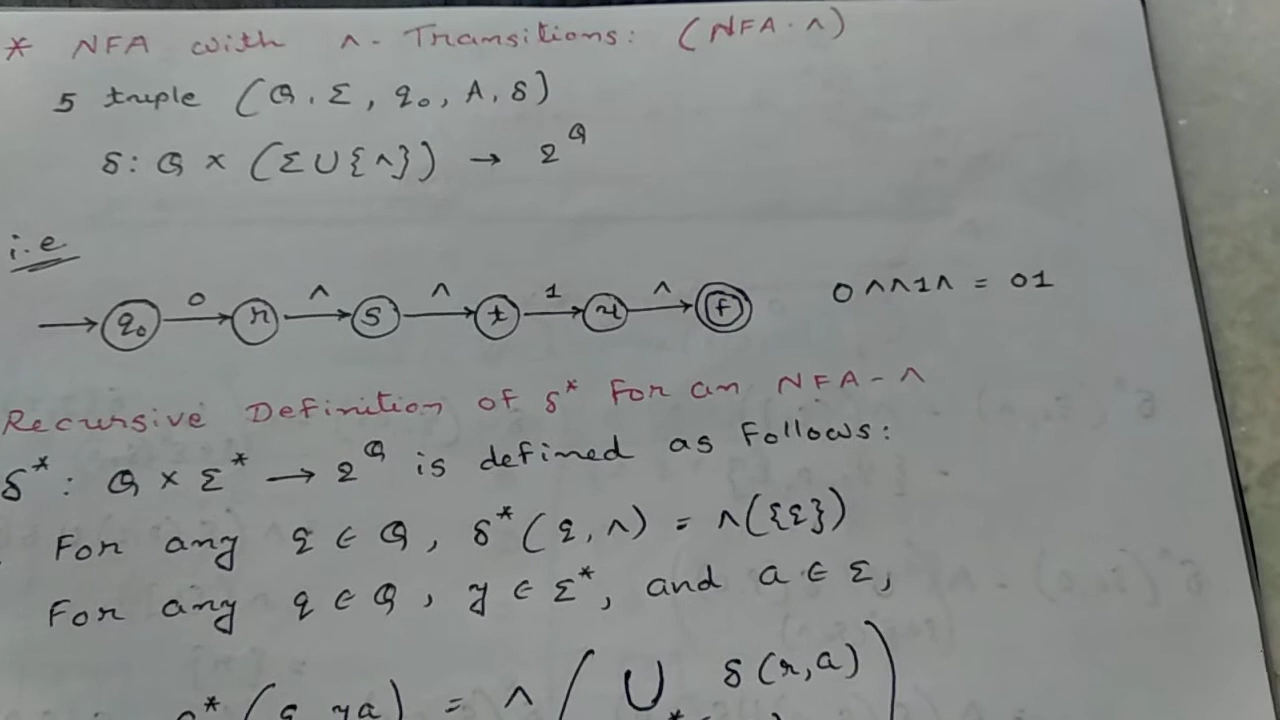 * NFA with ∧-Transitions: (NFA-∧)
5 tuple (Q, Σ, q₀, A, δ)
δ: Q × (Σ∪{∧}) → 2^Q
i.e
0 ∧ ∧ 1 ∧
q₀ r s t u f
0∧∧1∧ = 01
Recursive Definition of δ* for an NFA-∧
δ* : Q × Σ* → 2^Q is defined as follows:
For any q ∈ Q, δ*(q, ∧) = ∧({q})
For any q ∈ Q, y ∈ Σ*, and a ∈ Σ,
δ*(q, ya) = ∧( ∪ δ(r, a) )